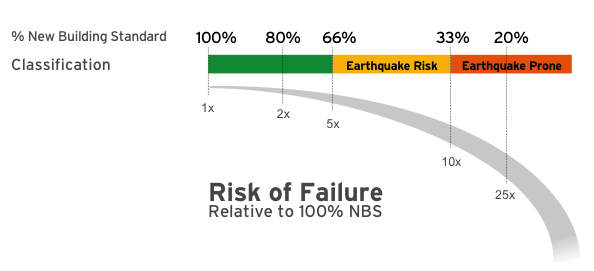 % New Building Standard 100% 80% 66% 33% 20%
Classification Earthquake Risk Earthquake Prone
1x 2x 5x 10x 25x
Risk of Failure
Relative to 100% NBS